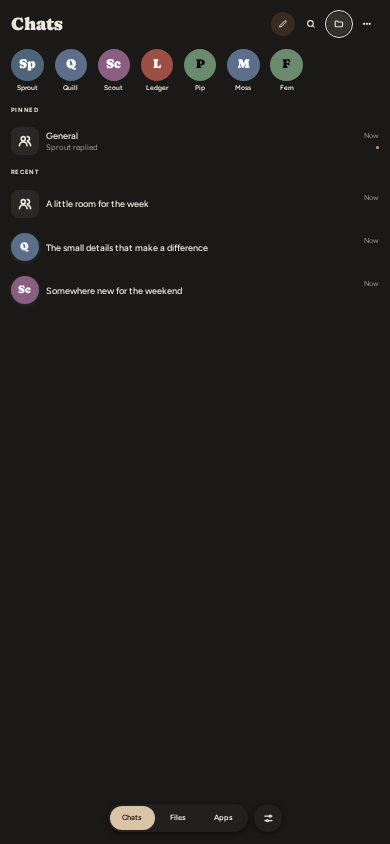 Chats
Sp Q Sc L P M F
Sprout Quill Scout Ledger Pip Moss Fern
PINNED
General Now
Sprout replied
RECENT
A little room for the week Now
Q The small details that make a difference Now
Sc Somewhere new for the weekend Now
Chats Files Apps